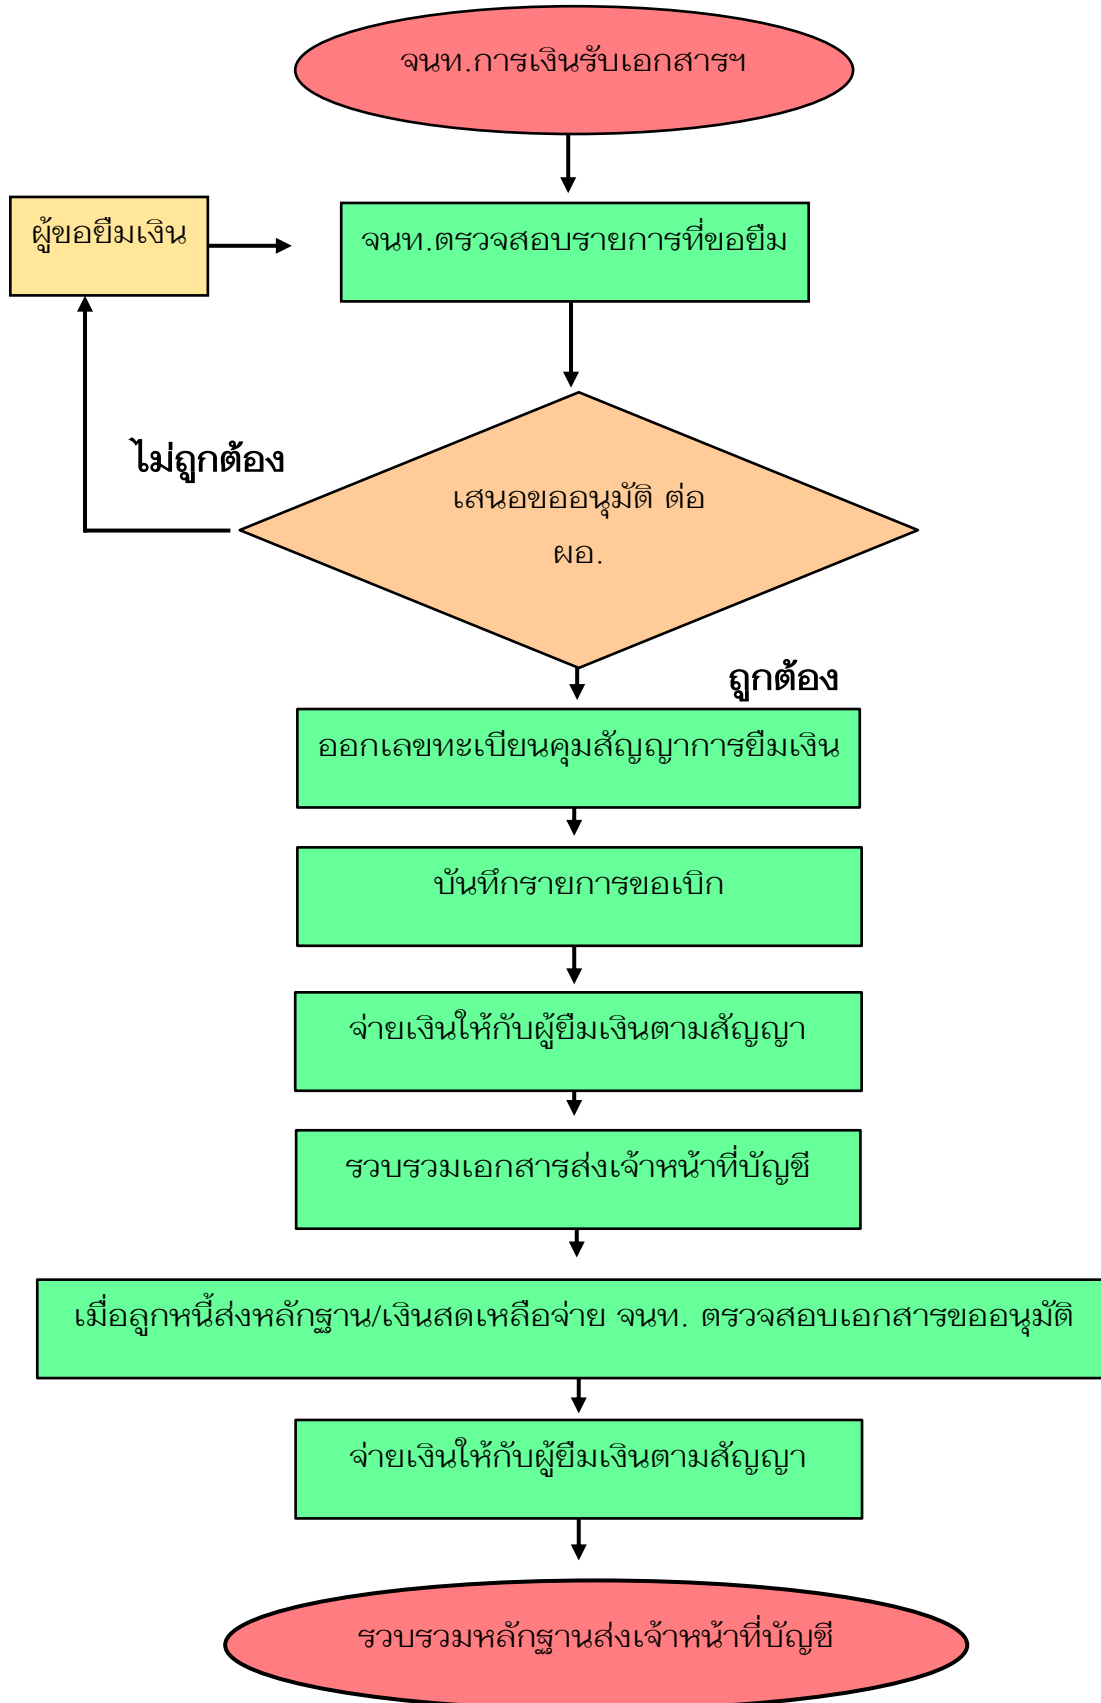 จนท.การเงินรับเอกสารฯ
ผู้ขอยืมเงิน
จนท.ตรวจสอบรายการที่ขอยืม
ไม่ถูกต้อง
เสนอขออนุมัติ ต่อ
ผอ.
ถูกต้อง
ออกเลขทะเบียนคุมสัญญาการยืมเงิน
บันทึกรายการขอเบิก
จ่ายเงินให้กับผู้ยืมเงินตามสัญญา
รวบรวมเอกสารส่งเจ้าหน้าที่บัญชี
เมื่อลูกหนี้ส่งหลักฐาน/เงินสดเหลือจ่าย จนท. ตรวจสอบเอกสารขออนุมัติ
จ่ายเงินให้กับผู้ยืมเงินตามสัญญา
รวบรวมหลักฐานส่งเจ้าหน้าที่บัญชี